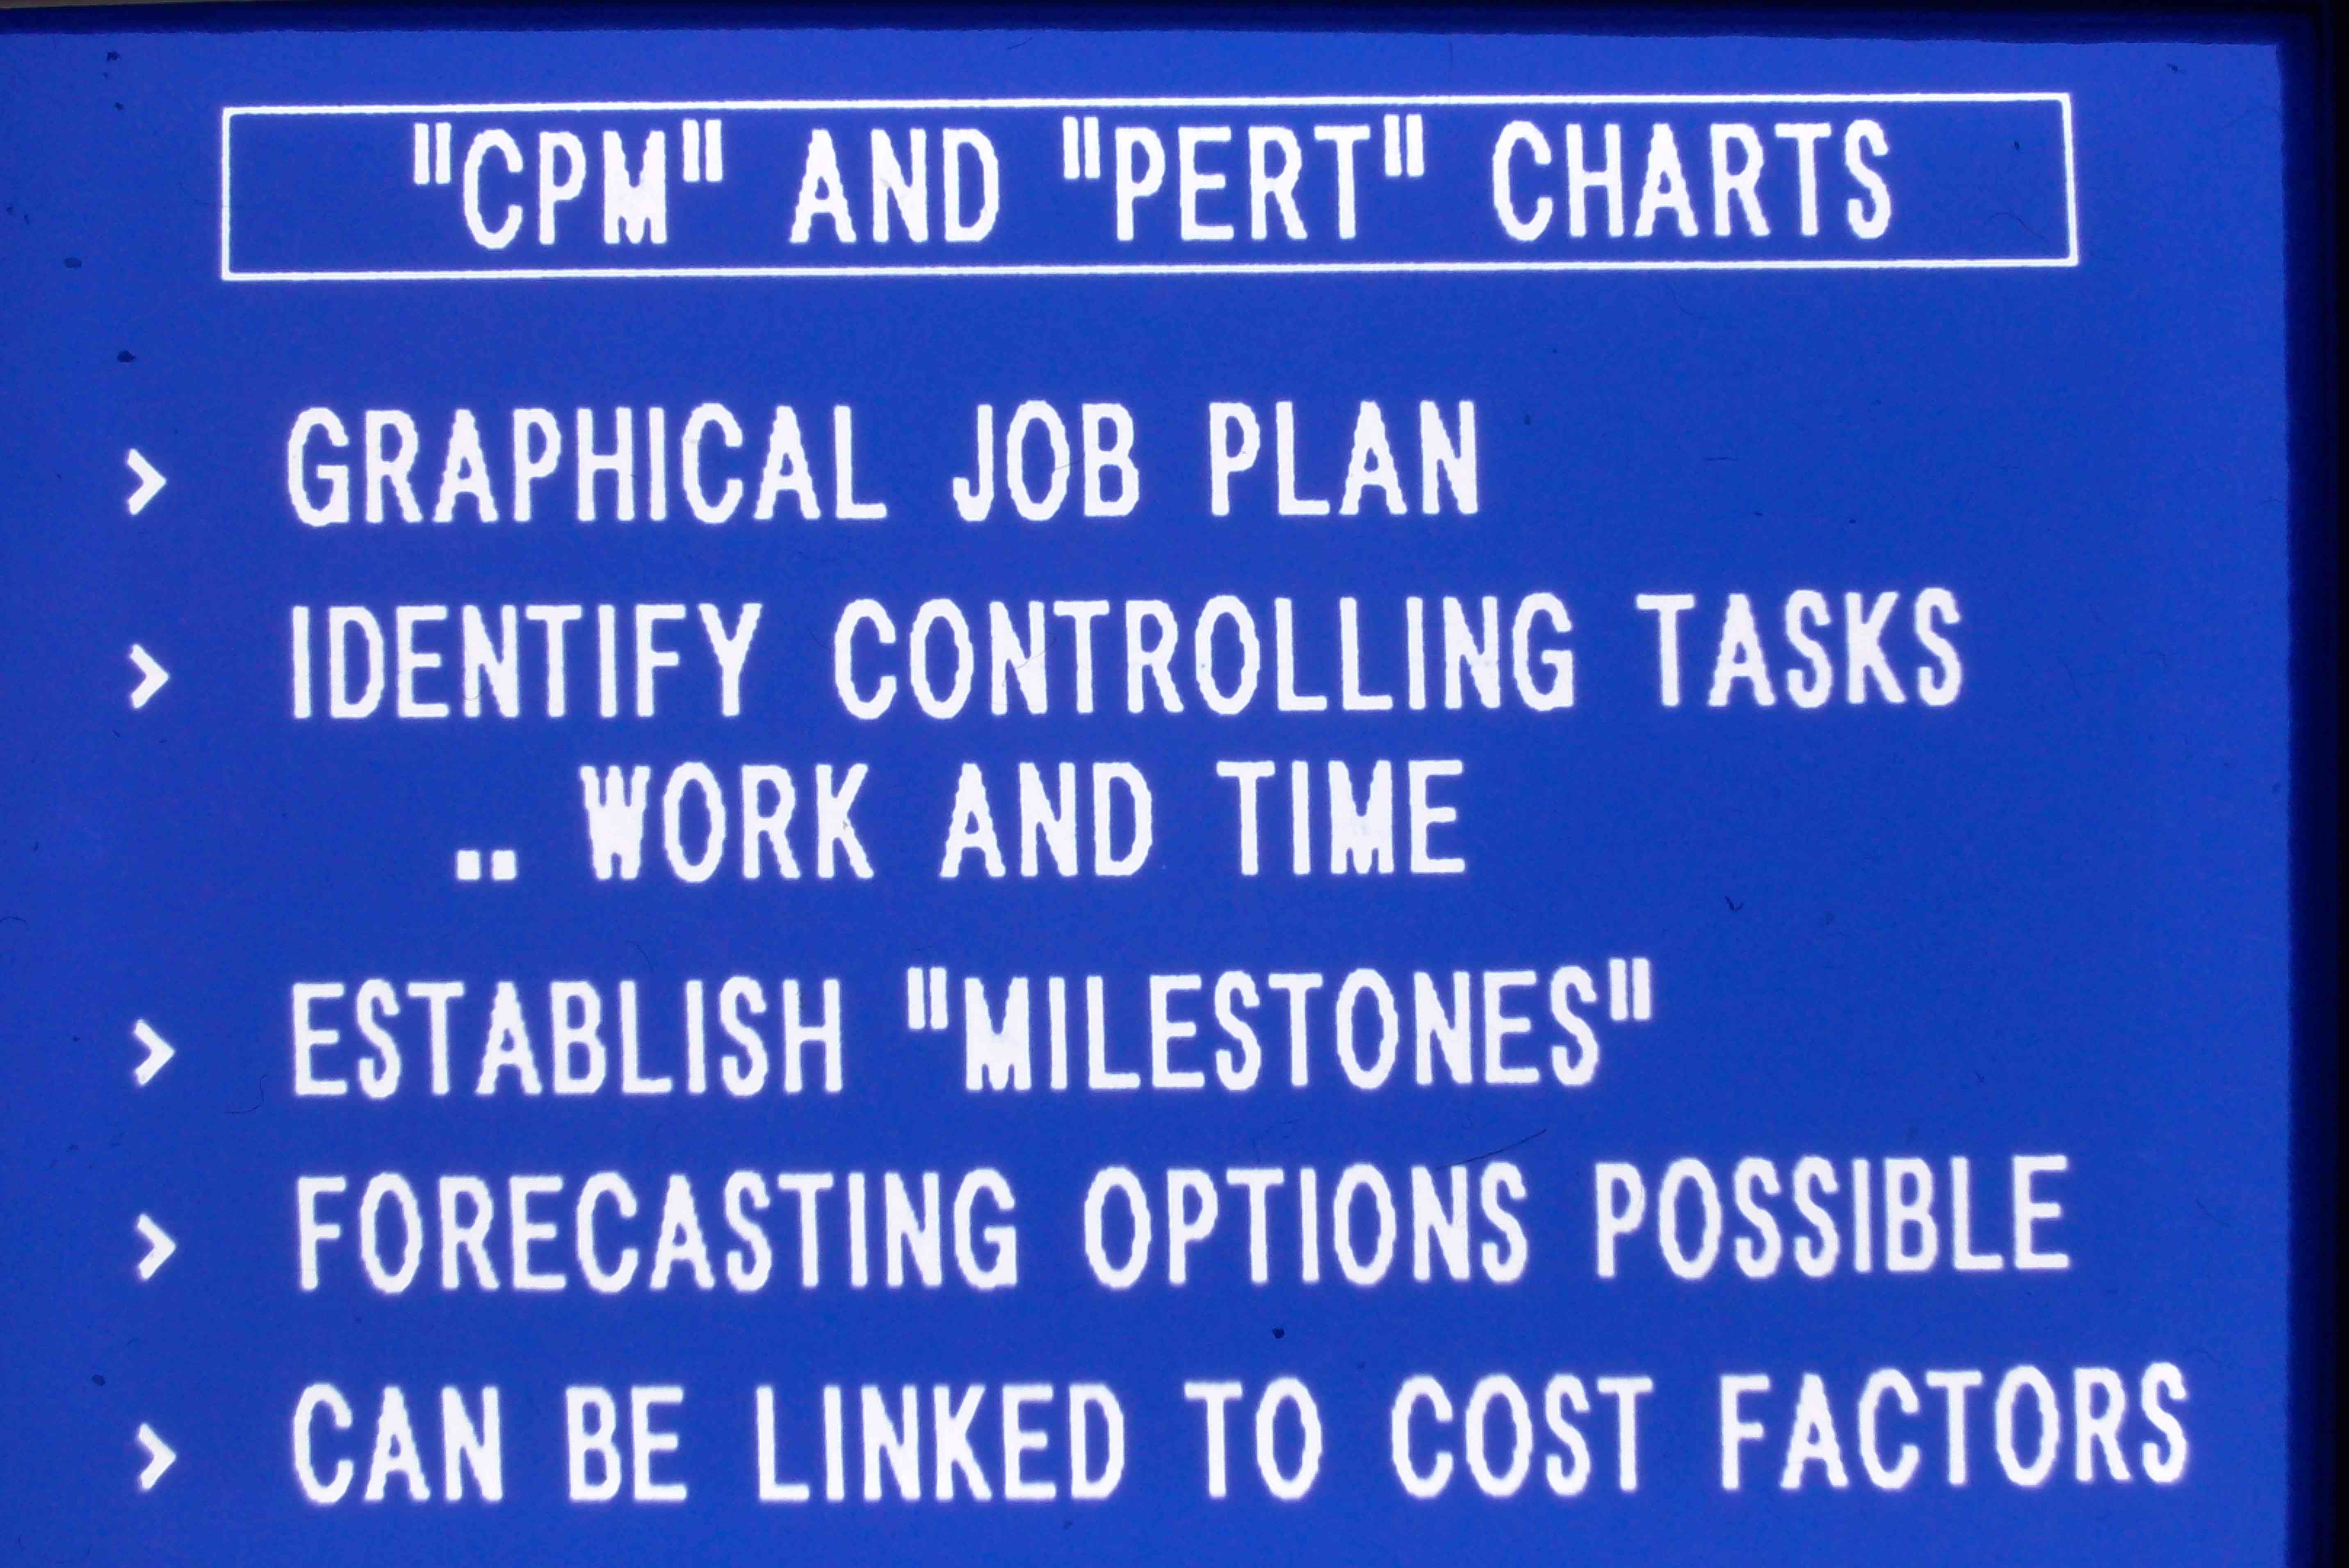 "CPM" AND "PERT" CHARTS
> GRAPHICAL JOB PLAN
> IDENTIFY CONTROLLING TASKS
.. WORK AND TIME
> ESTABLISH "MILESTONES"
> FORECASTING OPTIONS POSSIBLE
> CAN BE LINKED TO COST FACTORS